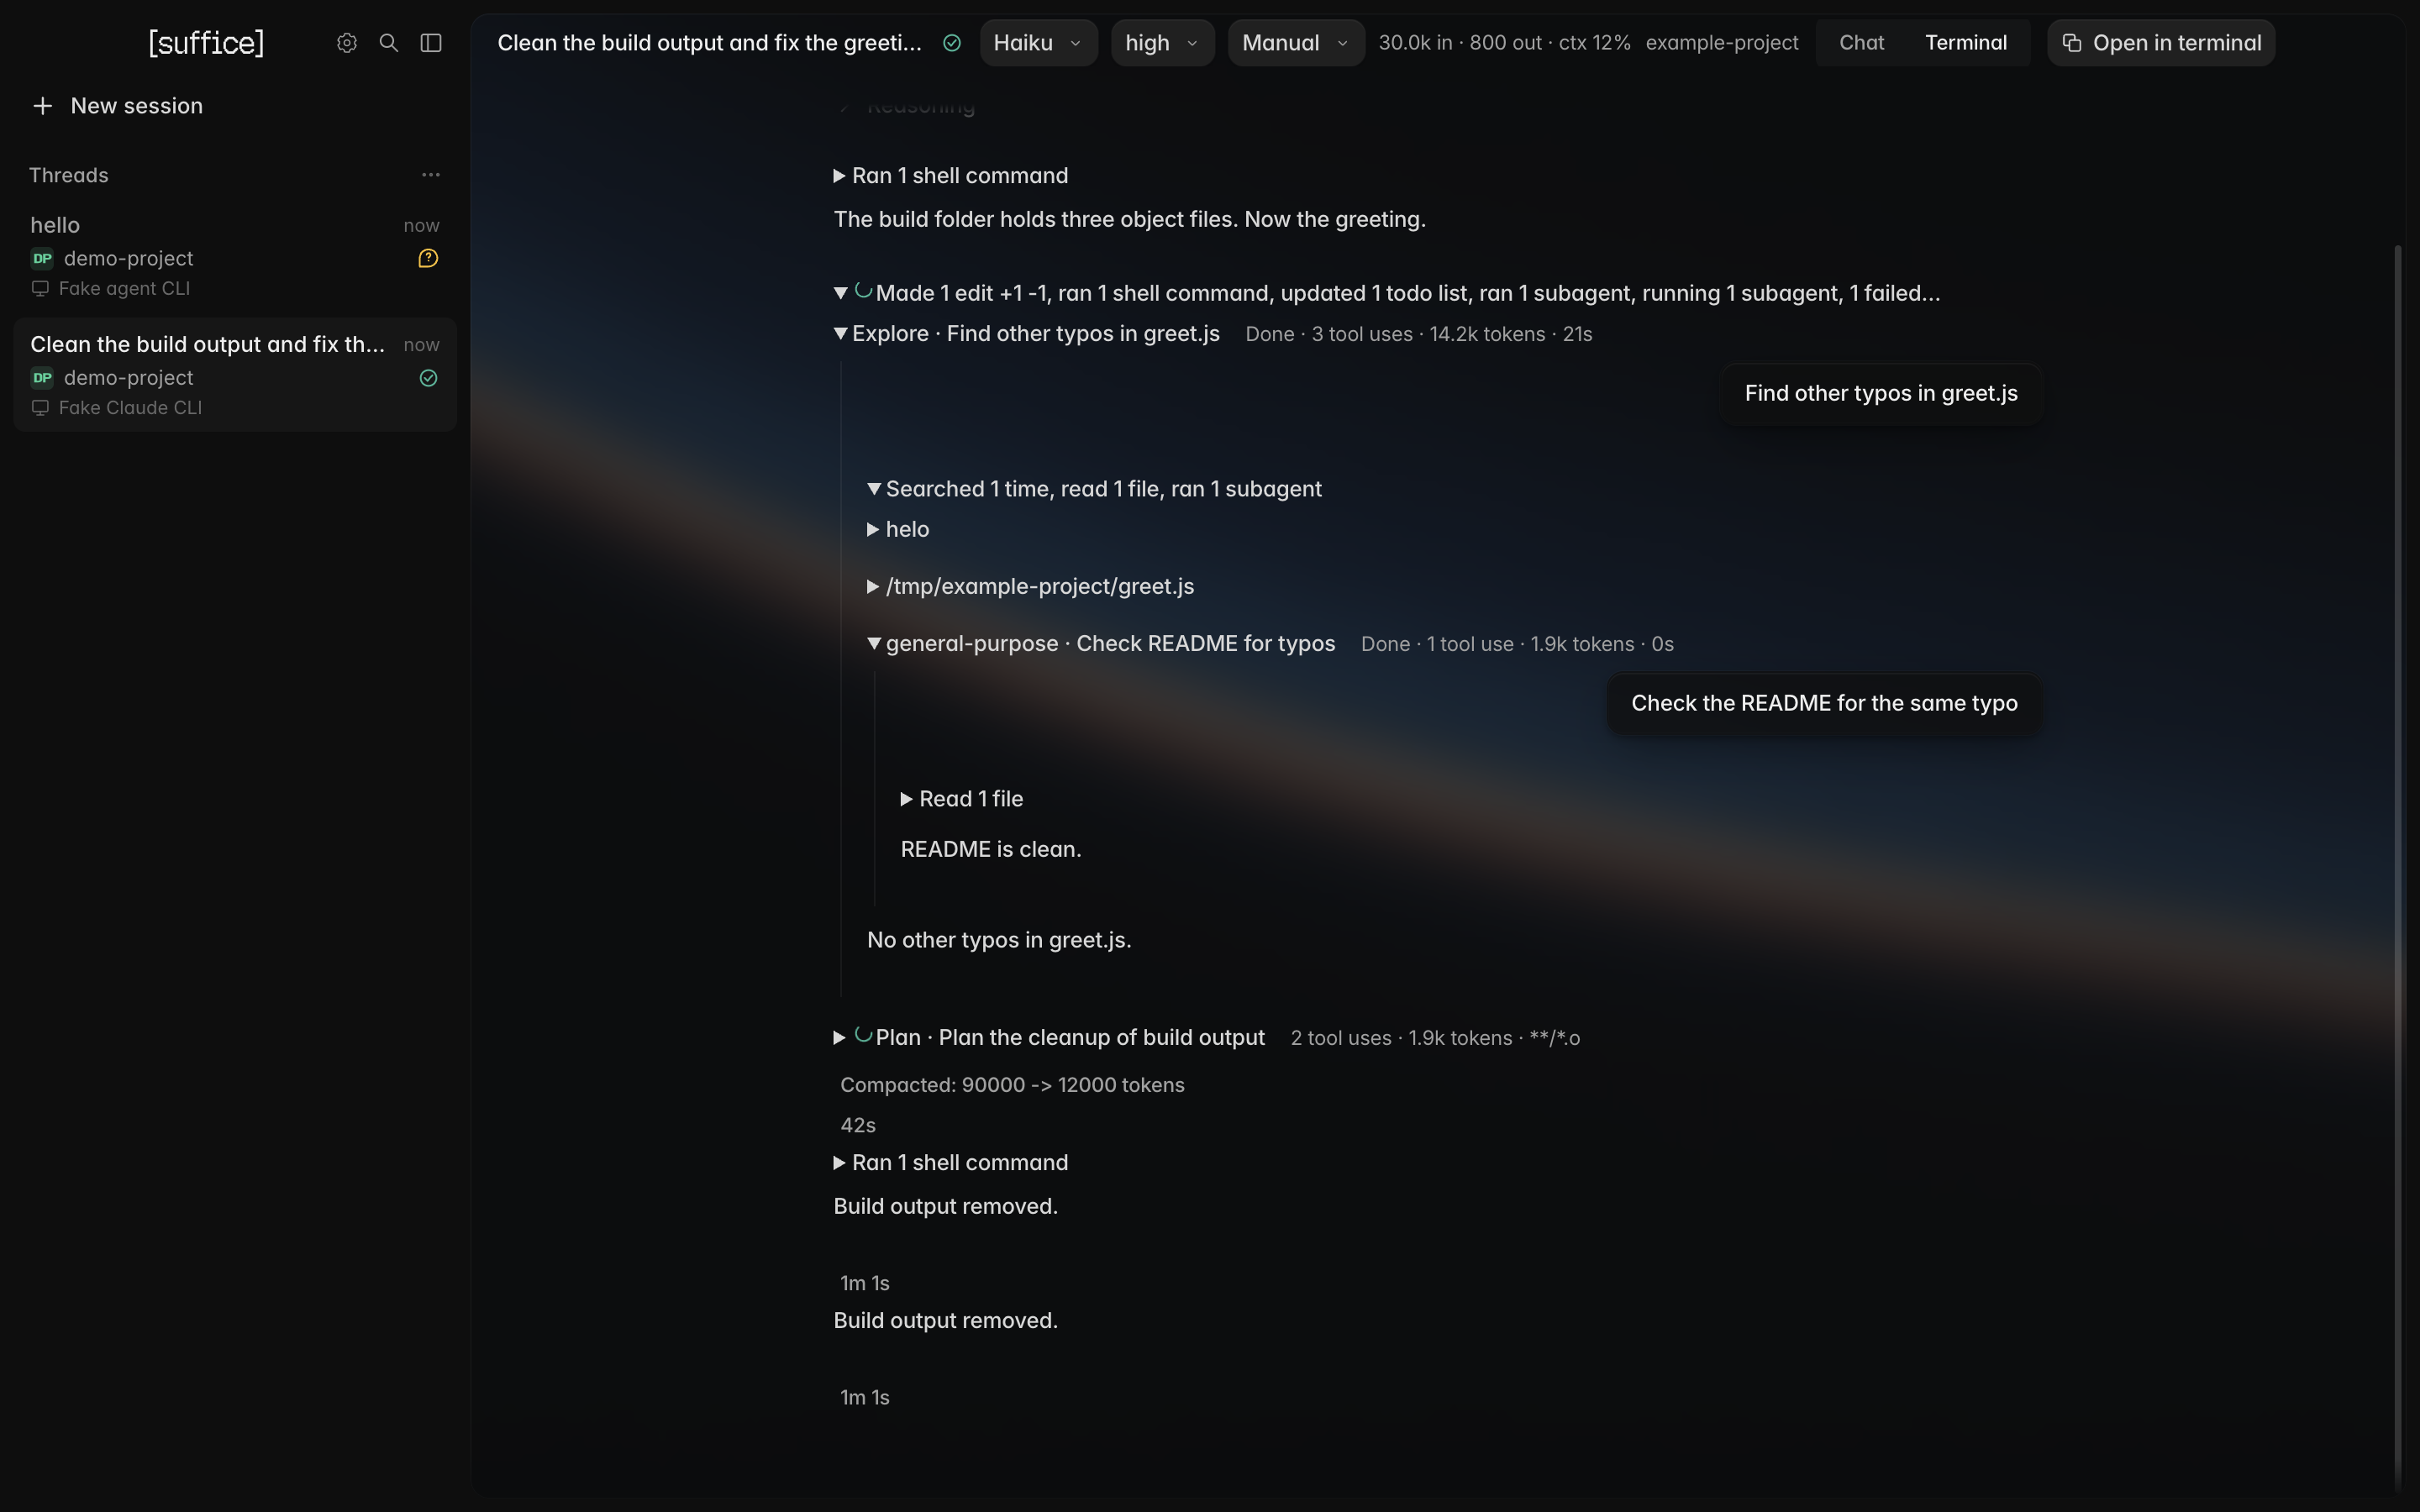 [suffice]
New session
Threads
hello now
DP demo-project
Fake agent CLI
Clean the build output and fix th... now
DP demo-project
Fake Claude CLI
Clean the build output and fix the greeti... Haiku high Manual 30.0k in · 800 out · ctx 12% example-project Chat Terminal Open in terminal
Reasoning
Ran 1 shell command
The build folder holds three object files. Now the greeting.
Made 1 edit +1 -1, ran 1 shell command, updated 1 todo list, ran 1 subagent, running 1 subagent, 1 failed...
Explore · Find other typos in greet.js Done · 3 tool uses · 14.2k tokens · 21s
Find other typos in greet.js
Searched 1 time, read 1 file, ran 1 subagent
helo
/tmp/example-project/greet.js
general-purpose · Check README for typos Done · 1 tool use · 1.9k tokens · 0s
Check the README for the same typo
Read 1 file
README is clean.
No other typos in greet.js.
Plan · Plan the cleanup of build output 2 tool uses · 1.9k tokens · **/*.o
Compacted: 90000 -> 12000 tokens
42s
Ran 1 shell command
Build output removed.
1m 1s
Build output removed.
1m 1s